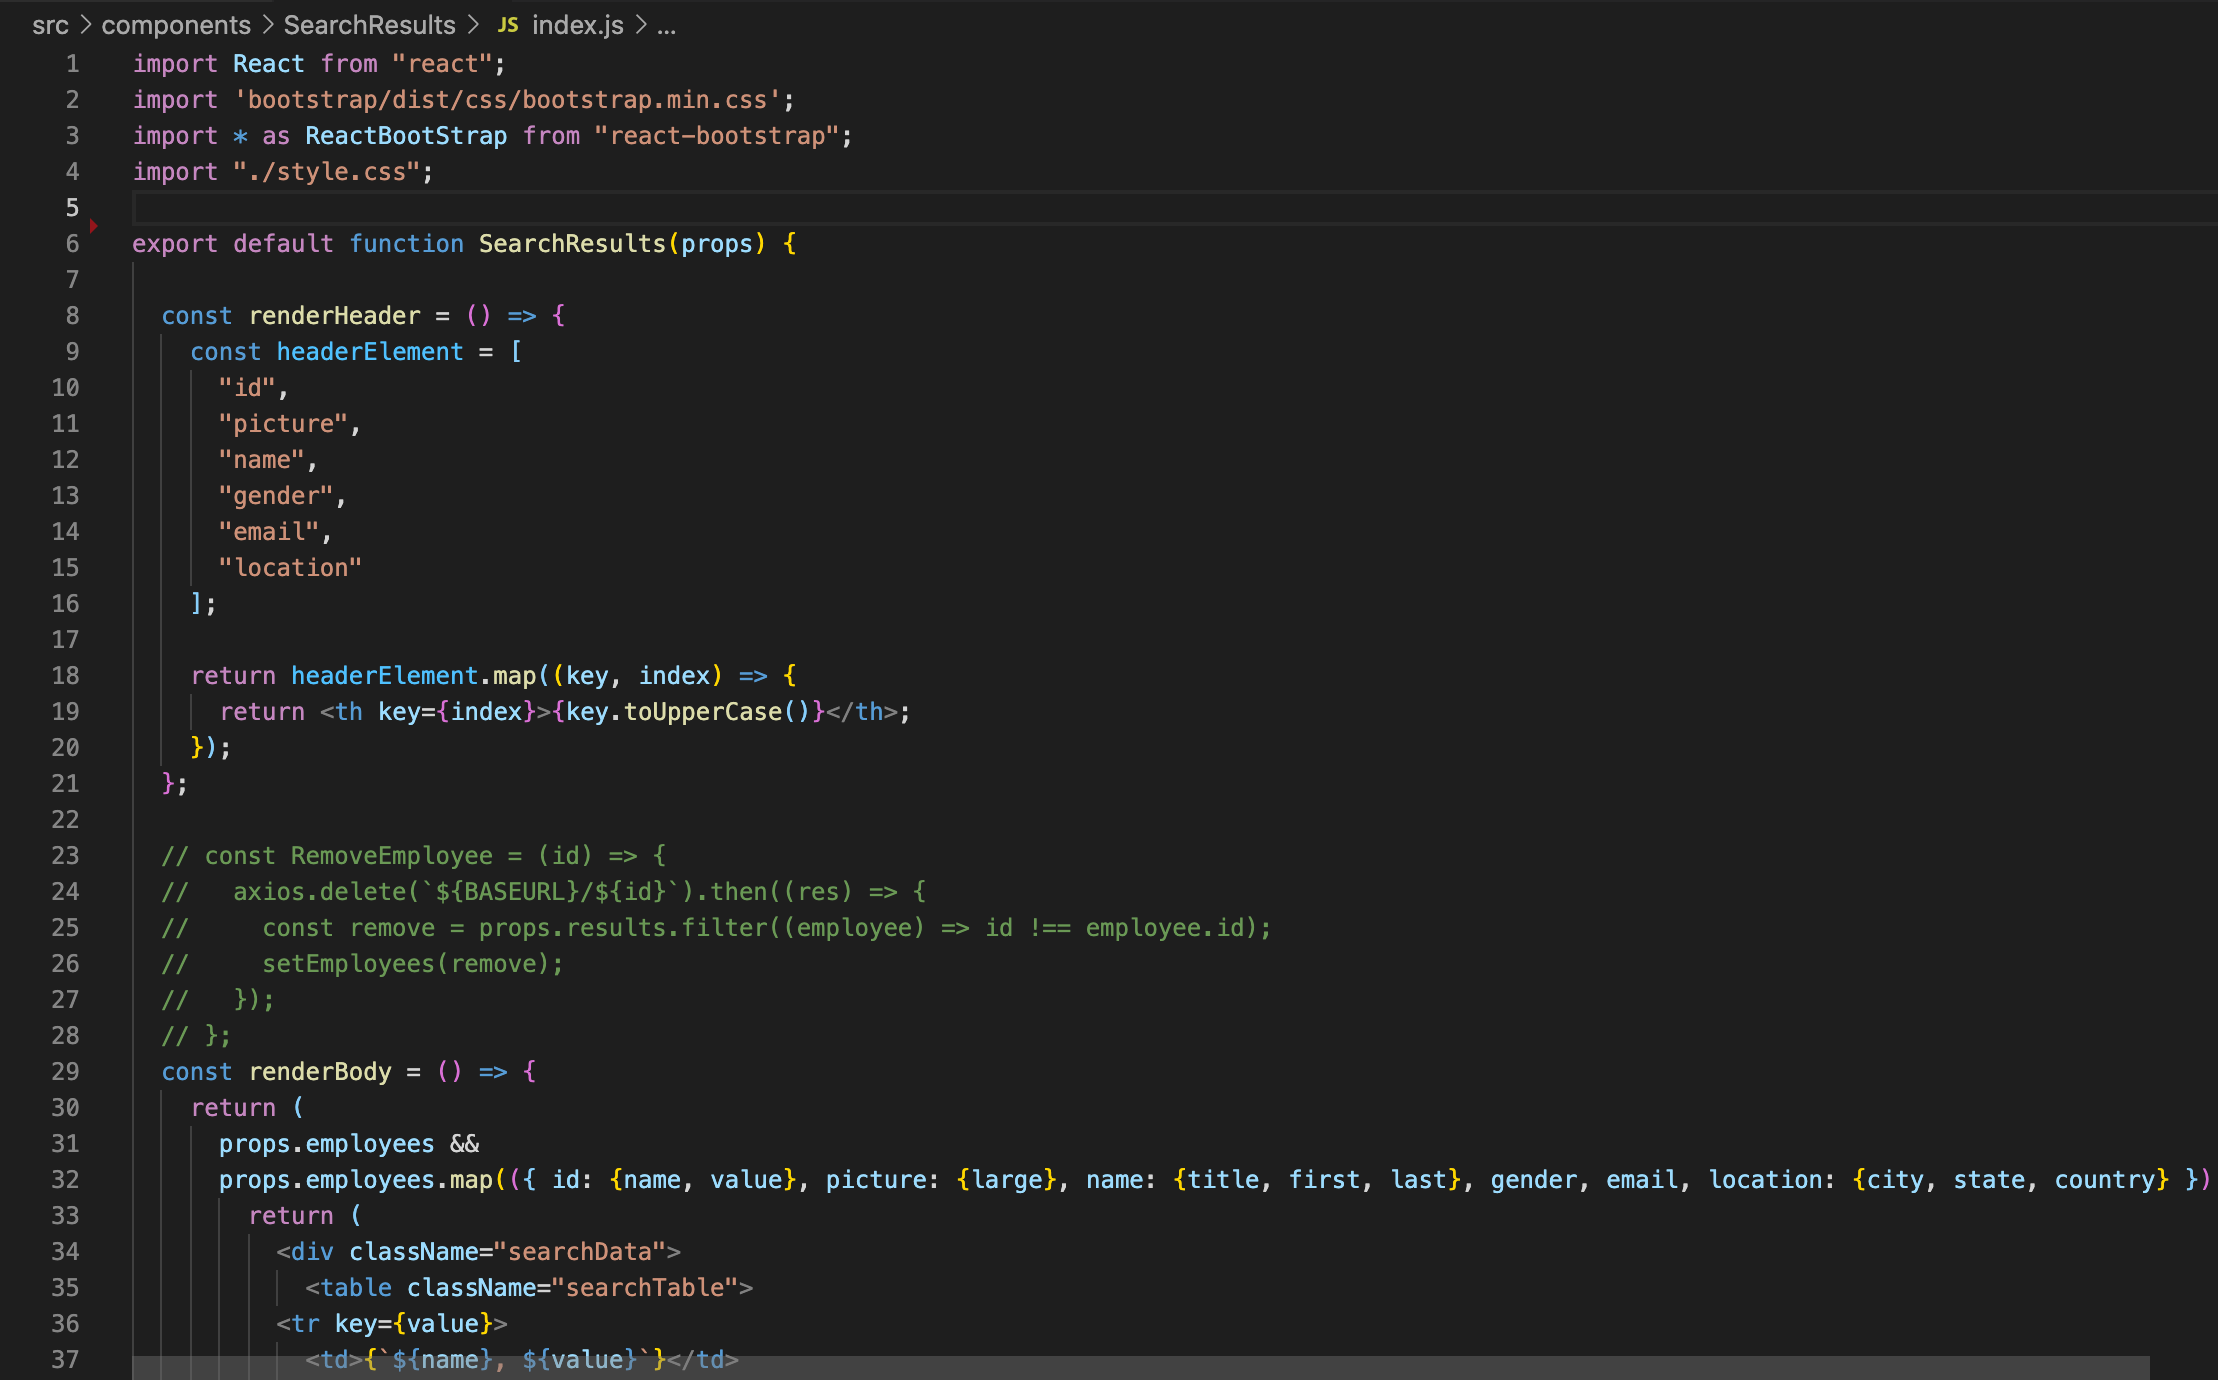 src > components > SearchResults > JS index.js > ...
1 import React from "react";
2 import 'bootstrap/dist/css/bootstrap.min.css';
3 import * as ReactBootStrap from "react-bootstrap";
4 import "./style.css";
5
6 export default function SearchResults(props) {
7
8   const renderHeader = () => {
9     const headerElement = [
10       "id",
11       "picture",
12       "name",
13       "gender",
14       "email",
15       "location"
16     ];
17
18     return headerElement.map((key, index) => {
19       return <th key={index}>{key.toUpperCase()}</th>;
20     });
21   };
22
23   // const RemoveEmployee = (id) => {
24   //   axios.delete(`${BASEURL}/${id}`).then((res) => {
25   //     const remove = props.results.filter((employee) => id !== employee.id);
26   //     setEmployees(remove);
27   //   });
28   // };
29   const renderBody = () => {
30     return (
31       props.employees &&
32       props.employees.map(({ id: {name, value}, picture: {large}, name: {title, first, last}, gender, email, location: {city, state, country} })
33         return (
34           <div className="searchData">
35             <table className="searchTable">
36           <tr key={value}>
37             <td>{`${name}, ${value}`}</td>